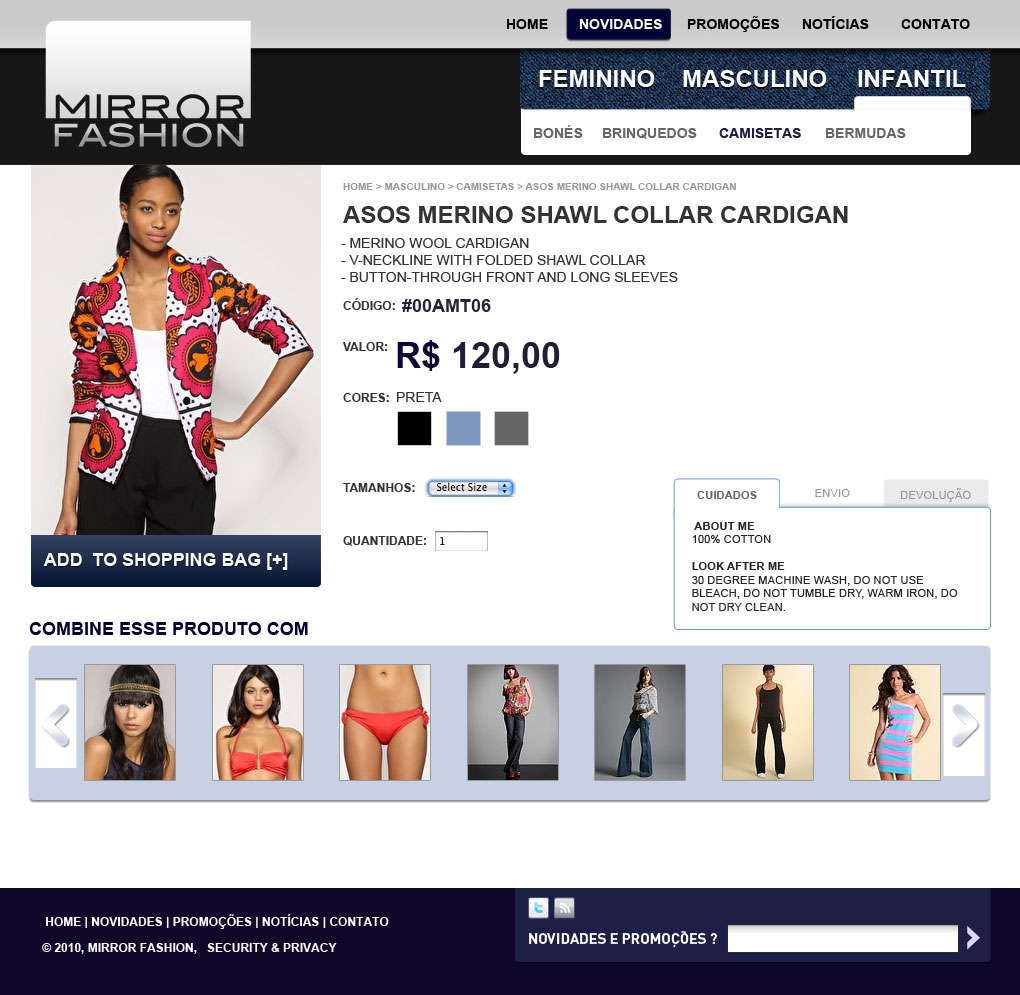 HOME NOVIDADES PROMOÇÕES NOTÍCIAS CONTATO
MIRROR
FASHION
FEMININO MASCULINO INFANTIL
BONÉS BRINQUEDOS CAMISETAS BERMUDAS
HOME > MASCULINO > CAMISETAS > ASOS MERINO SHAWL COLLAR CARDIGAN
ASOS MERINO SHAWL COLLAR CARDIGAN
- MERINO WOOL CARDIGAN
- V-NECKLINE WITH FOLDED SHAWL COLLAR
- BUTTON-THROUGH FRONT AND LONG SLEEVES
CÓDIGO: #00AMT06
VALOR: R$ 120,00
CORES: PRETA
TAMANHOS: Select Size
QUANTIDADE: 1
CUIDADOS ENVIO DEVOLUÇÃO
ABOUT ME
100% COTTON
LOOK AFTER ME
30 DEGREE MACHINE WASH, DO NOT USE
BLEACH, DO NOT TUMBLE DRY, WARM IRON, DO
NOT DRY CLEAN.
ADD TO SHOPPING BAG [+]
COMBINE ESSE PRODUTO COM
HOME | NOVIDADES | PROMOÇÕES | NOTÍCIAS | CONTATO
© 2010, MIRROR FASHION, SECURITY & PRIVACY
NOVIDADES E PROMOÇÕES ?